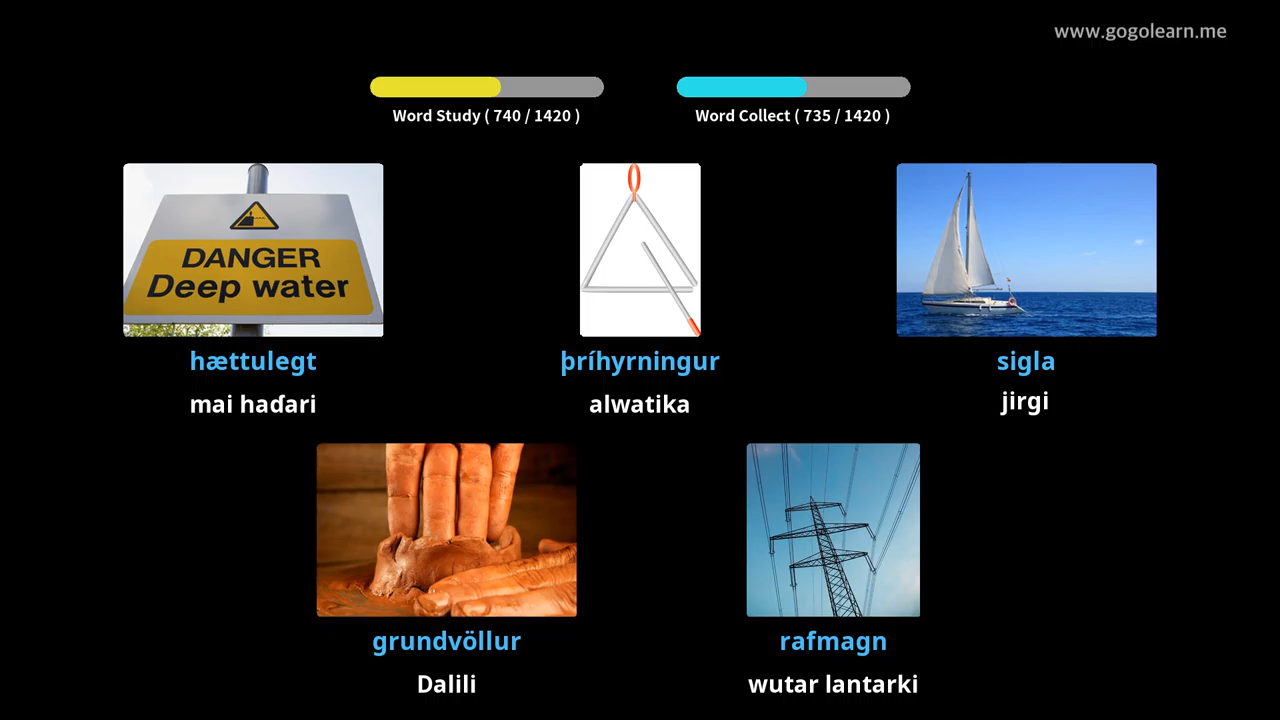 www.gogolearn.me
Word Study ( 740 / 1420 )
Word Collect ( 735 / 1420 )
DANGER
Deep water
hættulegt
mai haɗari
þríhyrningur
alwatika
sigla
jirgi
grundvöllur
Dalili
rafmagn
wutar lantarki